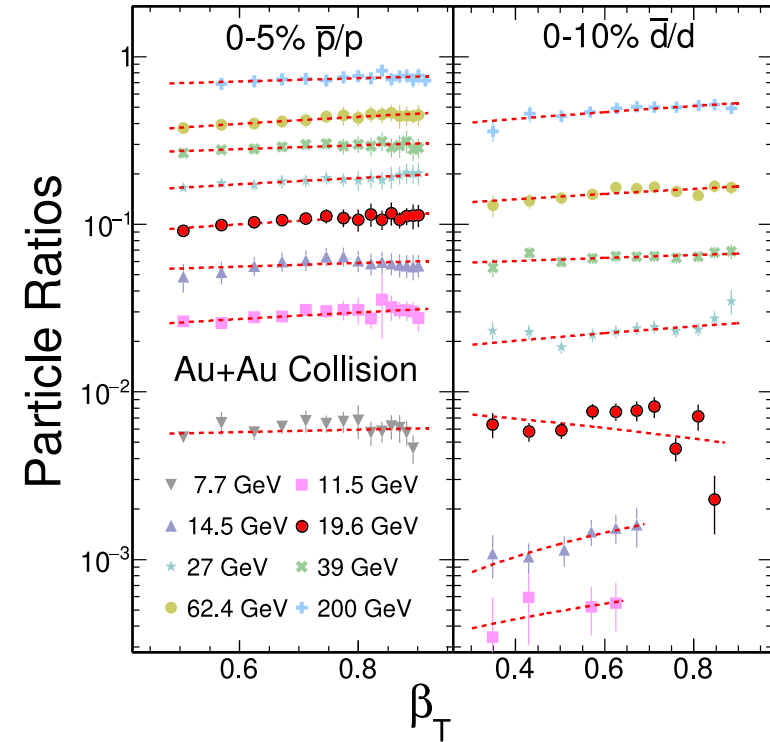 0-5% p̅/p
0-10% d̅/d
1
10⁻¹
10⁻²
10⁻³
Particle Ratios
Au+Au Collision
7.7 GeV
11.5 GeV
14.5 GeV
19.6 GeV
27 GeV
39 GeV
62.4 GeV
200 GeV
0.6
0.8
0.4
0.6
0.8
β_T